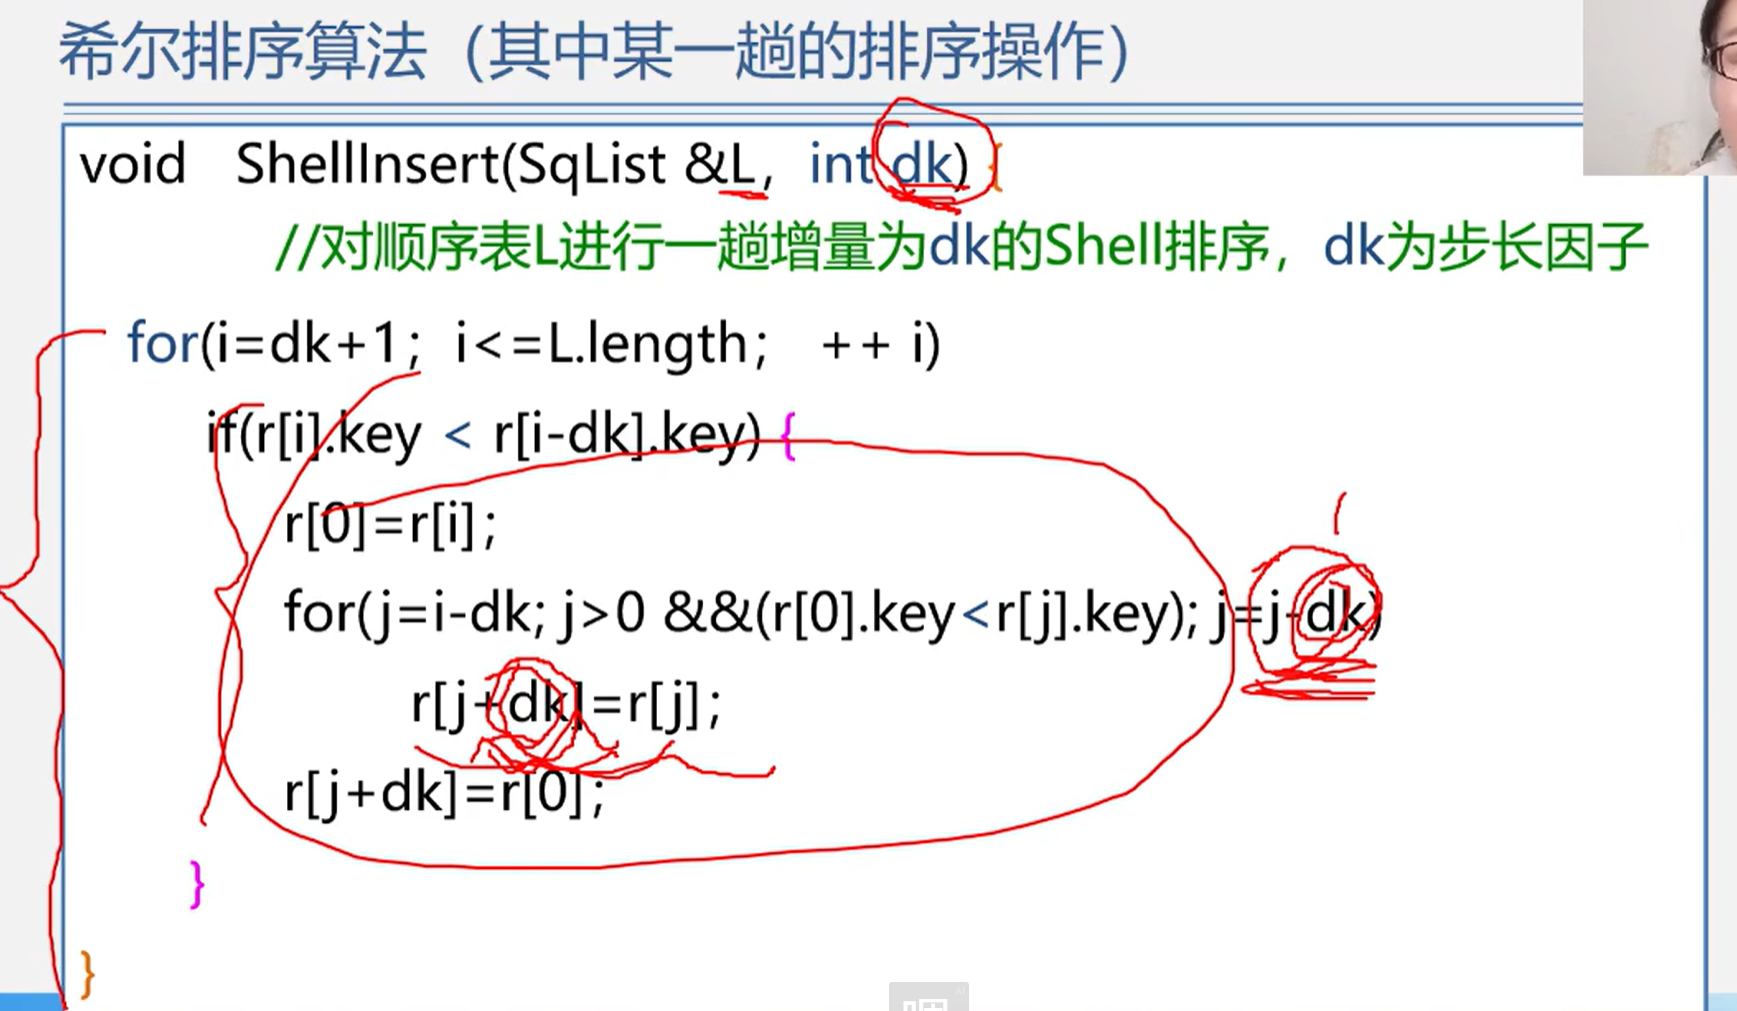 希尔排序算法（其中某一趟的排序操作）
void ShellInsert(SqList &L, int dk) {
//对顺序表L进行一趟增量为dk的Shell排序，dk为步长因子
for(i=dk+1; i<=L.length; ++ i)
if(r[i].key < r[i-dk].key) {
r[0]=r[i];
for(j=i-dk; j>0 &&(r[0].key<r[j].key); j=j-dk)
r[j+dk]=r[j];
r[j+dk]=r[0];
}
}